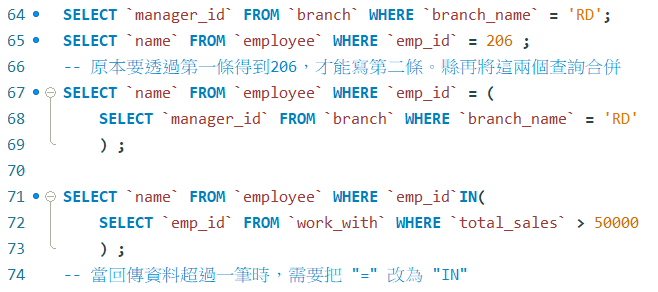 64 SELECT `manager_id` FROM `branch` WHERE `branch_name` = 'RD';
65 SELECT `name` FROM `employee` WHERE `emp_id` = 206 ;
66 -- 原本要透過第一條得到206，才能寫第二條。縣再將這兩個查詢合併
67 SELECT `name` FROM `employee` WHERE `emp_id` = (
68 SELECT `manager_id` FROM `branch` WHERE `branch_name` = 'RD'
69 ) ;
70
71 SELECT `name` FROM `employee` WHERE `emp_id`IN(
72 SELECT `emp_id` FROM `work_with` WHERE `total_sales` > 50000
73 ) ;
74 -- 當回傳資料超過一筆時，需要把 "=" 改為 "IN"